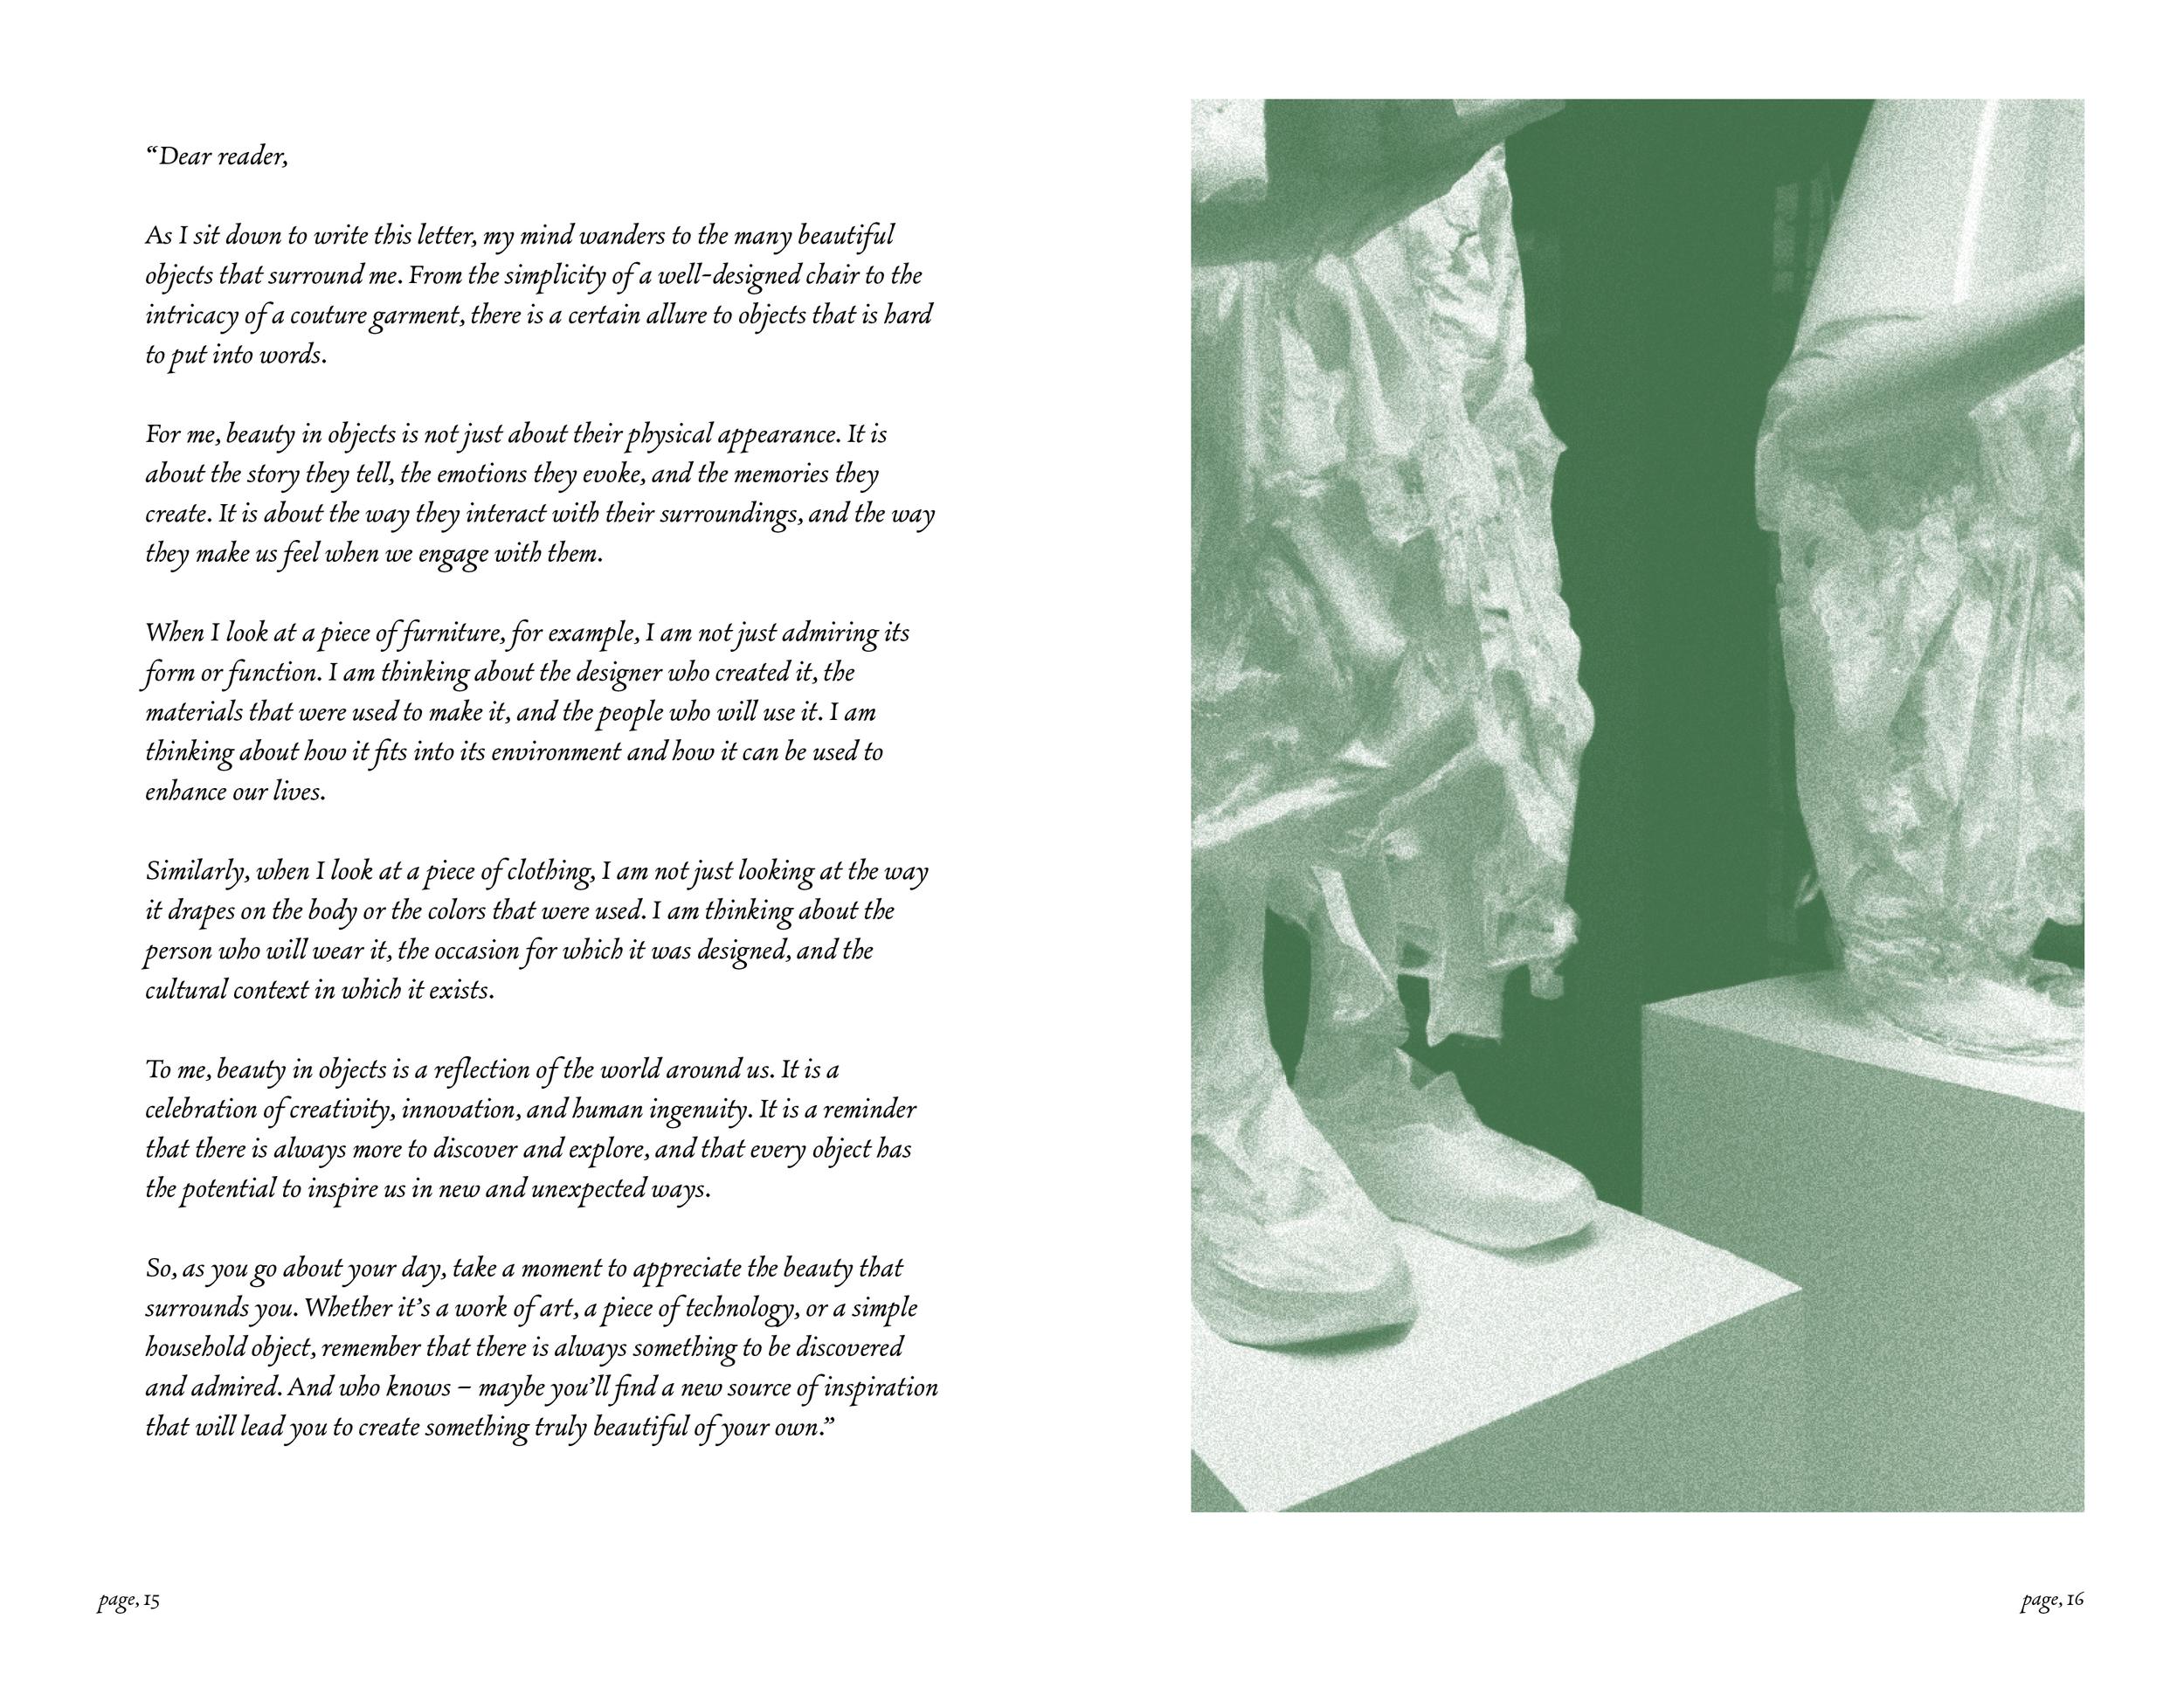 “Dear reader,
As I sit down to write this letter, my mind wanders to the many beautiful
objects that surround me. From the simplicity of a well-designed chair to the
intricacy of a couture garment, there is a certain allure to objects that is hard
to put into words.
For me, beauty in objects is not just about their physical appearance. It is
about the story they tell, the emotions they evoke, and the memories they
create. It is about the way they interact with their surroundings, and the way
they make us feel when we engage with them.
When I look at a piece of furniture, for example, I am not just admiring its
form or function. I am thinking about the designer who created it, the
materials that were used to make it, and the people who will use it. I am
thinking about how it fits into its environment and how it can be used to
enhance our lives.
Similarly, when I look at a piece of clothing, I am not just looking at the way
it drapes on the body or the colors that were used. I am thinking about the
person who will wear it, the occasion for which it was designed, and the
cultural context in which it exists.
To me, beauty in objects is a reflection of the world around us. It is a
celebration of creativity, innovation, and human ingenuity. It is a reminder
that there is always more to discover and explore, and that every object has
the potential to inspire us in new and unexpected ways.
So, as you go about your day, take a moment to appreciate the beauty that
surrounds you. Whether it’s a work of art, a piece of technology, or a simple
household object, remember that there is always something to be discovered
and admired. And who knows – maybe you’ll find a new source of inspiration
that will lead you to create something truly beautiful of your own.”
page, 15
page, 16